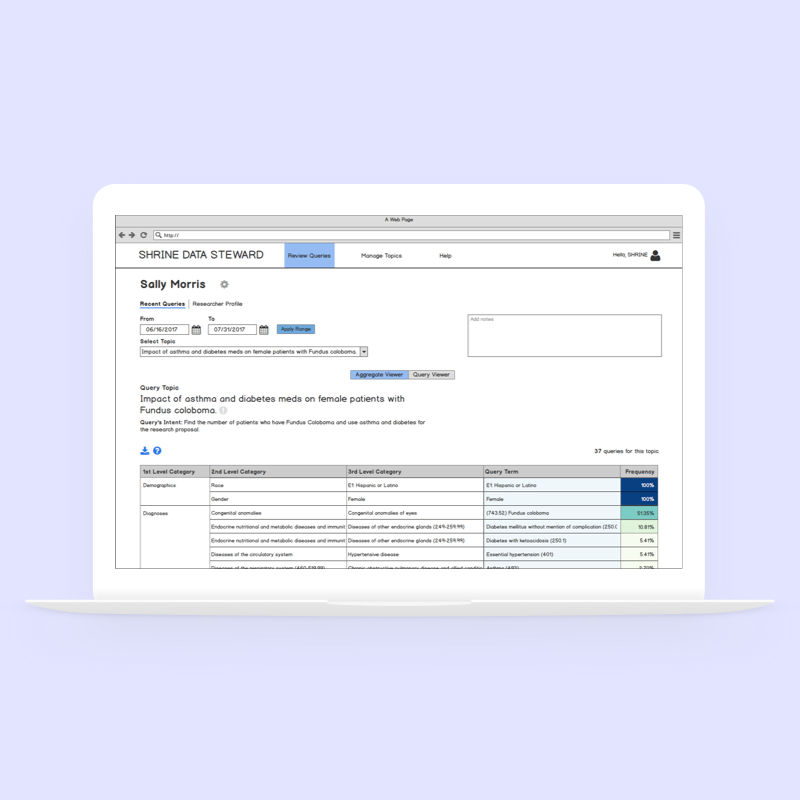 A Web Page
http://
SHRINE DATA STEWARD
Review Queries
Manage Topics
Help
Hello, SHRINE
Sally Morris
Recent Queries | Researcher Profile
From To
06/16/2017 07/31/2017 Apply Range
Select Topic
Impact of asthma and diabetes meds on female patients with Fundus coloboma.
Add notes
Aggregate Viewer Query Viewer
Query Topic
Impact of asthma and diabetes meds on female patients with
Fundus coloboma.
Query's Intent: Find the number of patients who have Fundus Coloboma and use asthma and diabetes for
the research proposal.
37 queries for this topic
1st Level Category 2nd Level Category 3rd Level Category Query Term Frequency
Demographics Race E1: Hispanic or Latino E1: Hispanic or Latino 100%
Gender Female Female 100%
Diagnoses Congenital anomalies Congenital anomalies of eyes (743.52) Fundus coloboma 51.35%
Endocrine nutritional and metabolic diseases and immunit Diseases of other endocrine glands (249-259.99) Diabetes mellitus without mention of complication (250.0 10.81%
Endocrine nutritional and metabolic diseases and immunit Diseases of other endocrine glands (249-259.99) Diabetes with ketoacidosis (250.1) 5.41%
Diseases of the circulatory system Hypertensive disease Essential hypertension (401) 5.41%